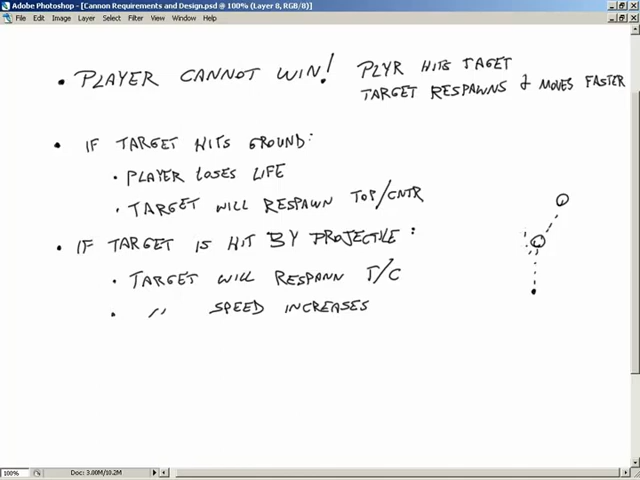 Adobe Photoshop - [Cannon Requirements and Design.psd @ 100% (Layer 8, RGB/8)]
File Edit Image Layer Select Filter View Window Help
• PLAYER CANNOT WIN! PLYR HITS TAGET
TARGET RESPAWNS & MOVES FASTER
• IF TARGET HITS GROUND:
• PLAYER LOSES LIFE
• TARGET WILL RESPAWN TOP/CNTR
• IF TARGET IS HIT BY PROJECTILE:
• TARGET WILL RESPAWN T/C
• " SPEED INCREASES
100% Doc: 3.00M/10.2M